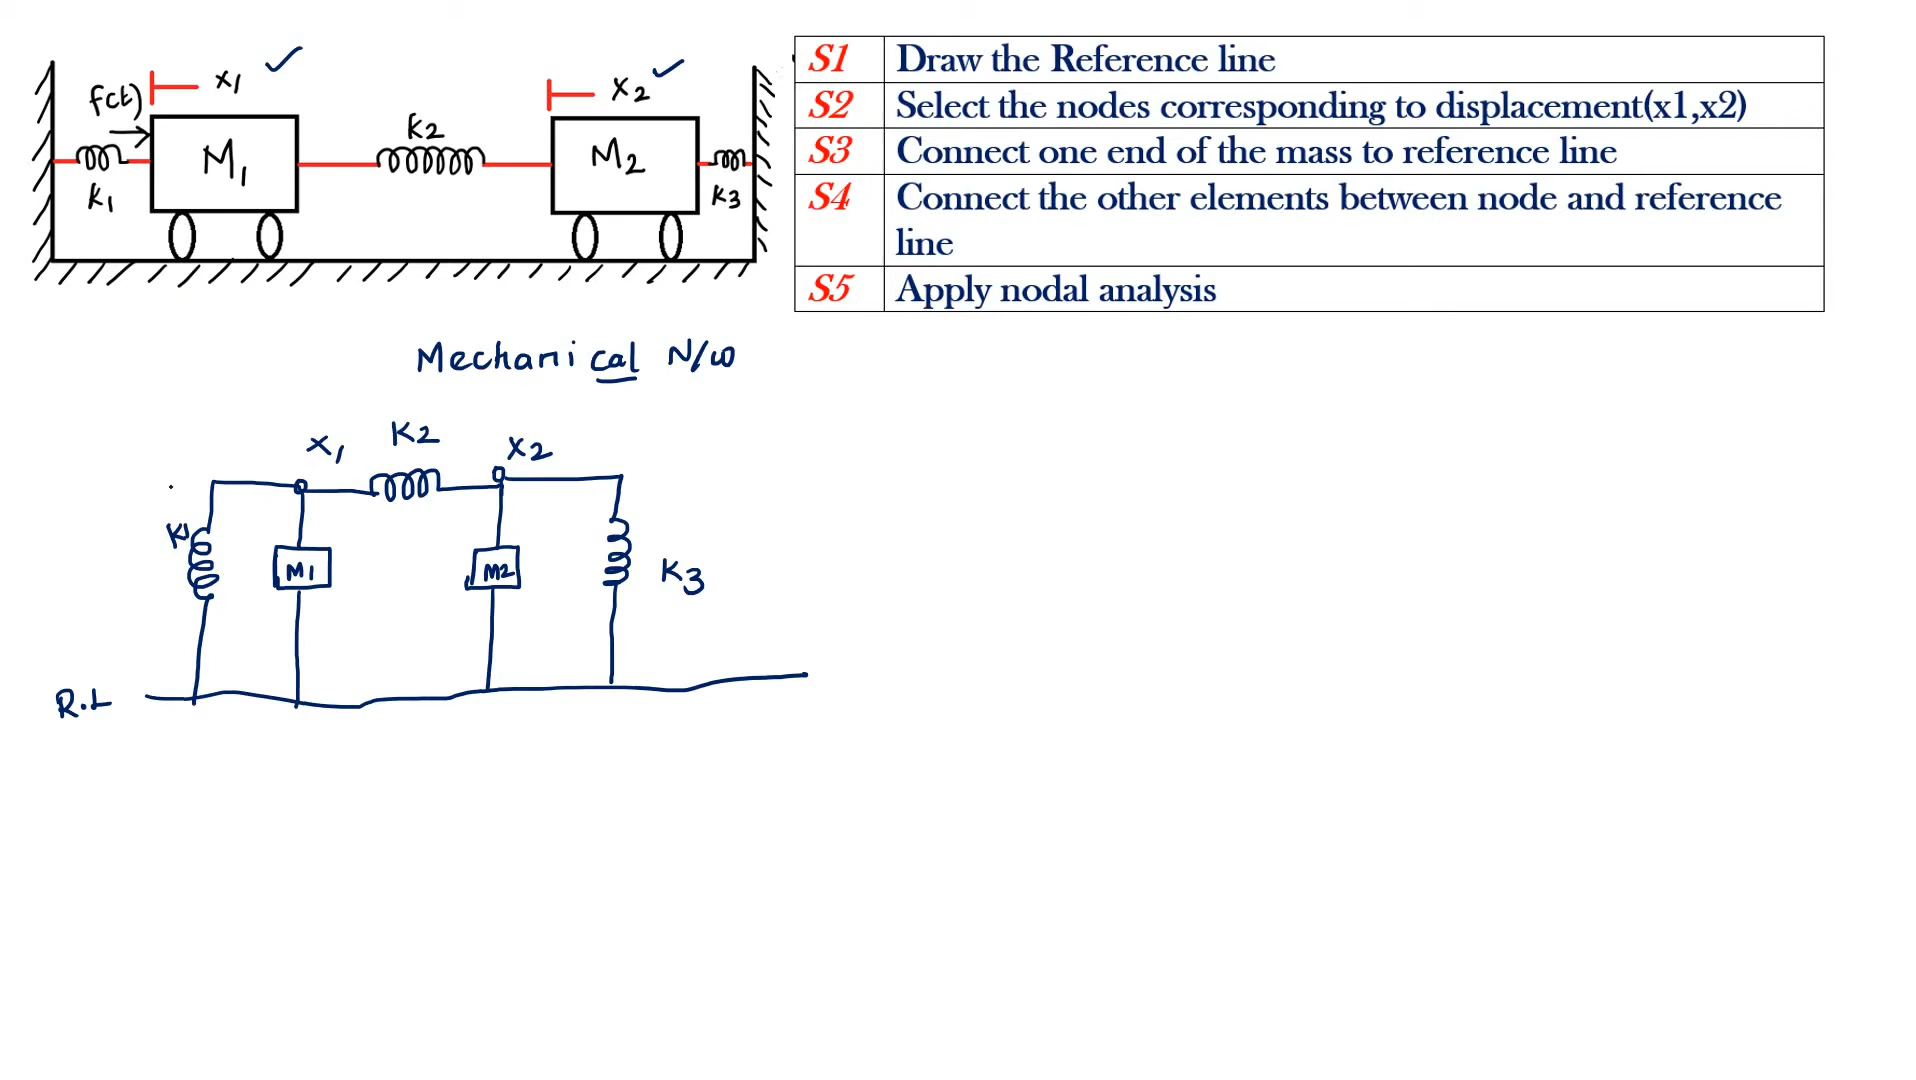 f(t)
x1
x2
K1
M1
K2
M2
K3
S1 Draw the Reference line
S2 Select the nodes corresponding to displacement(x1,x2)
S3 Connect one end of the mass to reference line
S4 Connect the other elements between node and reference
line
S5 Apply nodal analysis
Mechanical N/w
x1
K2
x2
K1
M1
M2
K3
R.L